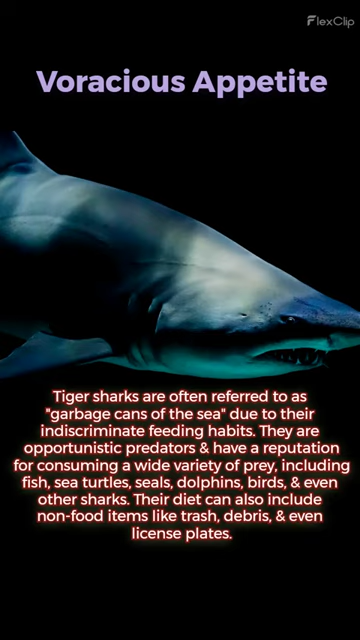 FlexClip
Voracious Appetite
Tiger sharks are often referred to as
"garbage cans of the sea" due to their
indiscriminate feeding habits. They are
opportunistic predators & have a reputation
for consuming a wide variety of prey, including
fish, sea turtles, seals, dolphins, birds, & even
other sharks. Their diet can also include
non-food items like trash, debris, & even
license plates.